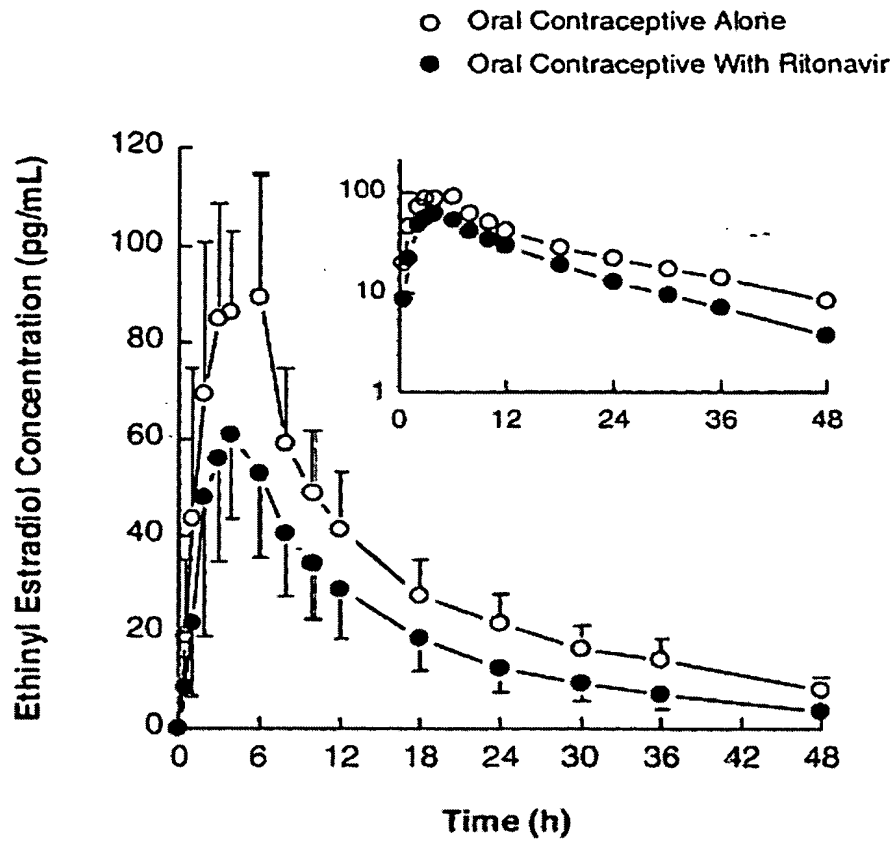 Oral Contraceptive Alone
Oral Contraceptive With Ritonavir
Ethinyl Estradiol Concentration (pg/mL)
120
100
80
60
40
20
0
100
10
1
0 12 24 36 48
0 6 12 18 24 30 36 42 48
Time (h)